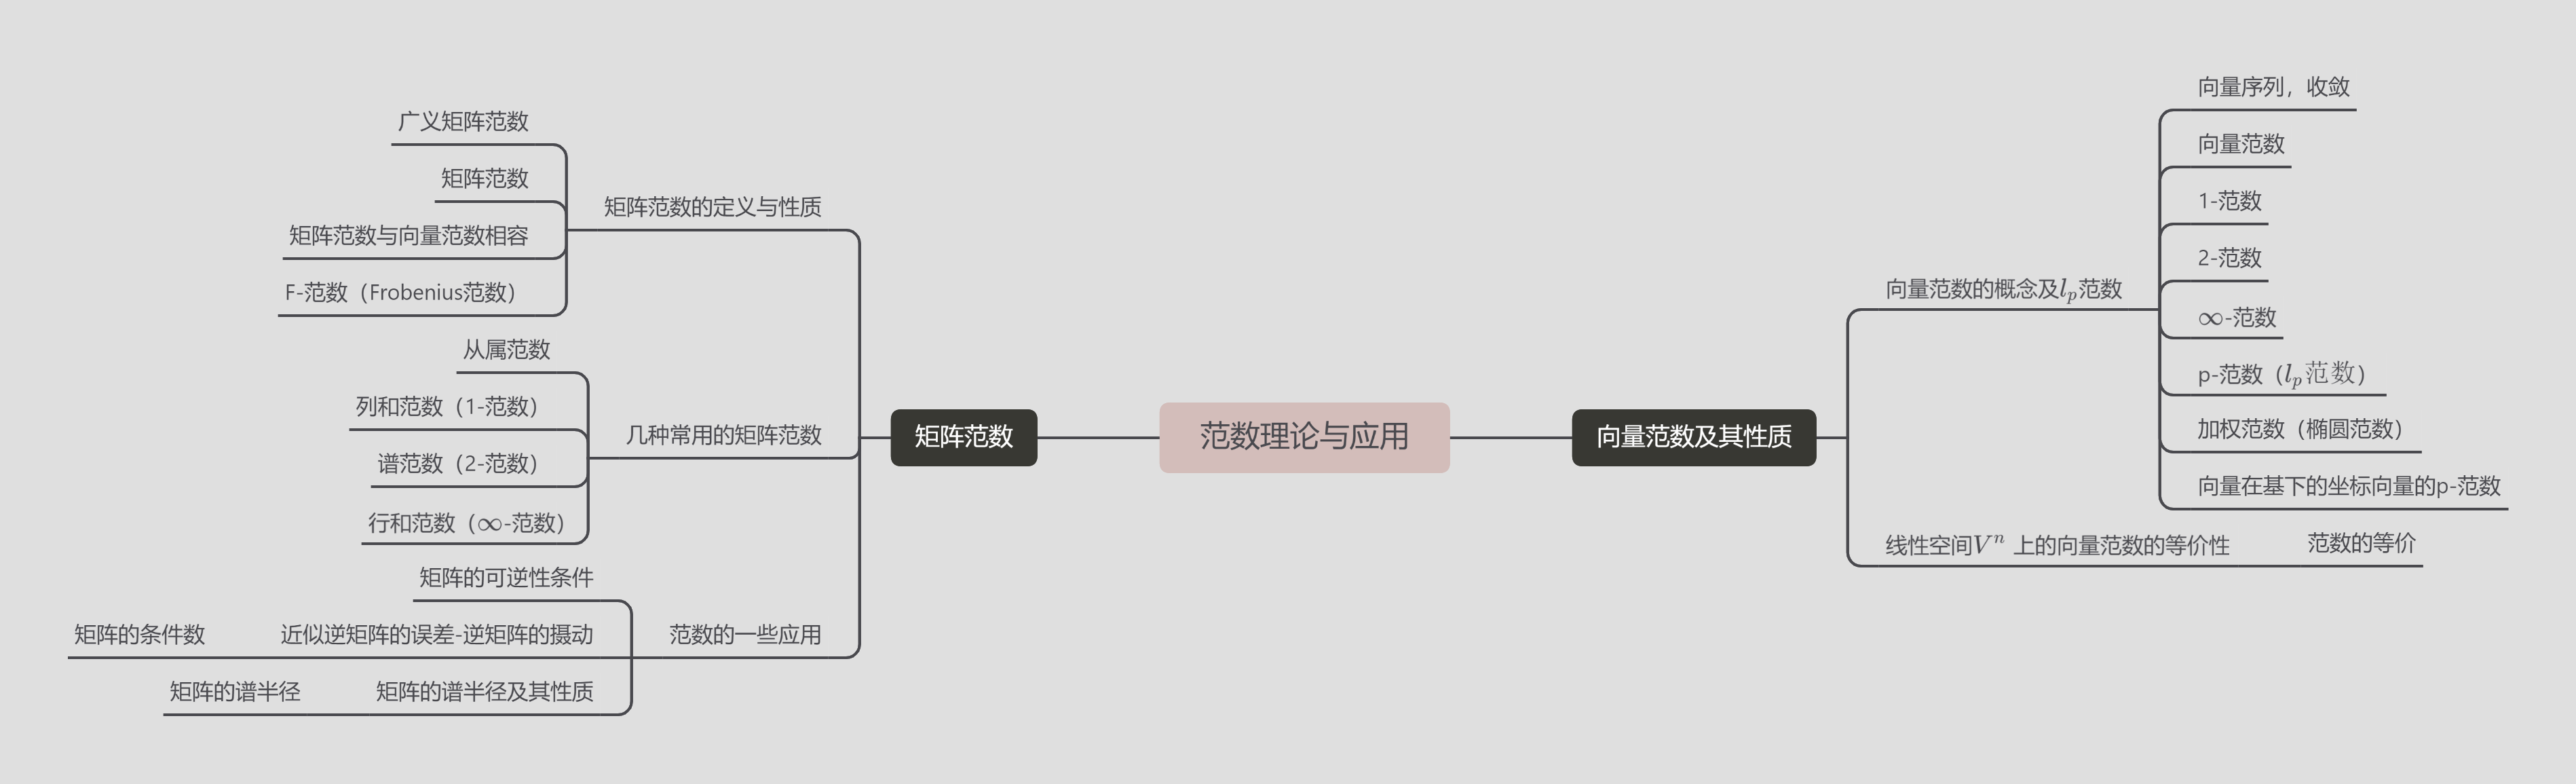 范数理论与应用
向量范数及其性质
向量范数的概念及l_p范数
向量序列，收敛
向量范数
1-范数
2-范数
∞-范数
p-范数（l_p范数）
加权范数（椭圆范数）
向量在基下的坐标向量的p-范数
线性空间V^n 上的向量范数的等价性
范数的等价
矩阵范数
矩阵范数的定义与性质
广义矩阵范数
矩阵范数
矩阵范数与向量范数相容
F-范数（Frobenius范数）
几种常用的矩阵范数
从属范数
列和范数（1-范数）
谱范数（2-范数）
行和范数（∞-范数）
范数的一些应用
矩阵的可逆性条件
近似逆矩阵的误差-逆矩阵的摄动
矩阵的条件数
矩阵的谱半径及其性质
矩阵的谱半径